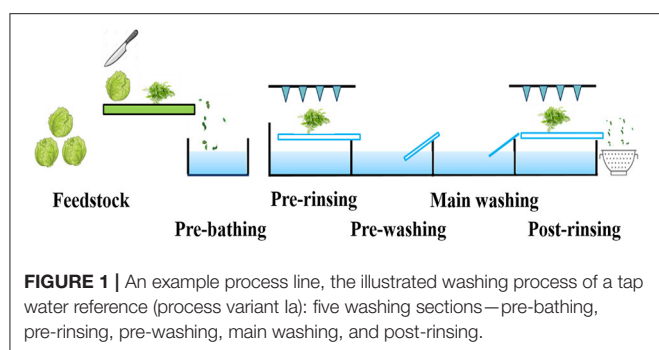 Feedstock
Pre-bathing
Pre-rinsing
Pre-washing
Main washing
Post-rinsing
FIGURE 1 | An example process line, the illustrated washing process of a tap
water reference (process variant Ia): five washing sections—pre-bathing,
pre-rinsing, pre-washing, main washing, and post-rinsing.